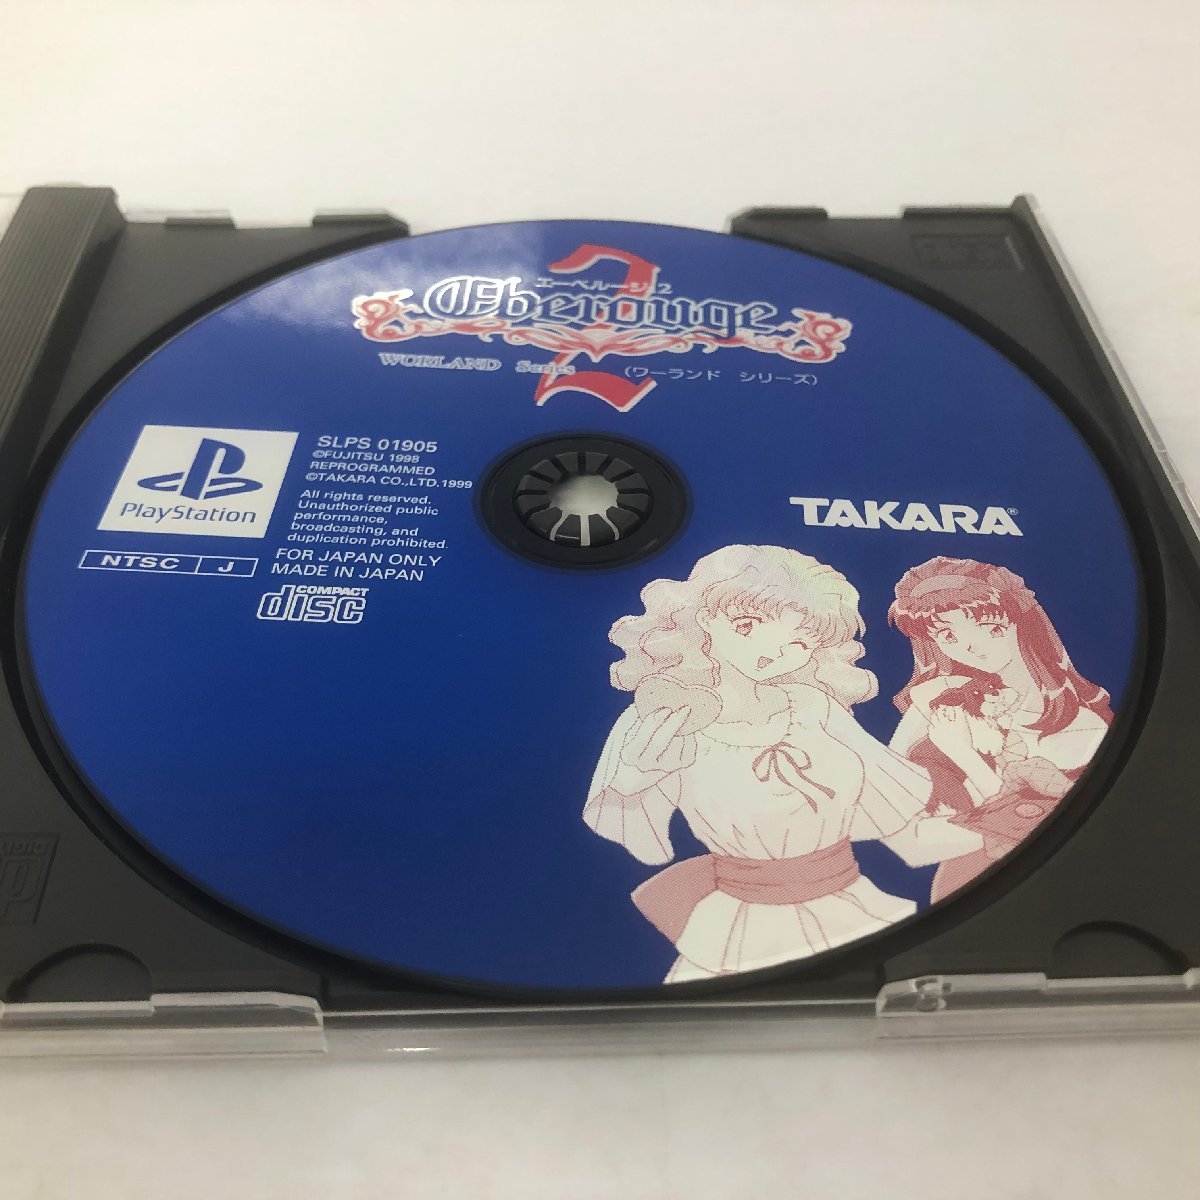 エーベルージュ2
Eberouge
2
WORLAND Series (ワーランド シリーズ)
SLPS 01905
©FUJITSU 1998
REPROGRAMMED
©TAKARA CO.,LTD.1999
All rights reserved.
Unauthorized public
performance,
broadcasting, and
duplication prohibited.
FOR JAPAN ONLY
MADE IN JAPAN
PlayStation
NTSC J
COMPACT
disc
TAKARA®